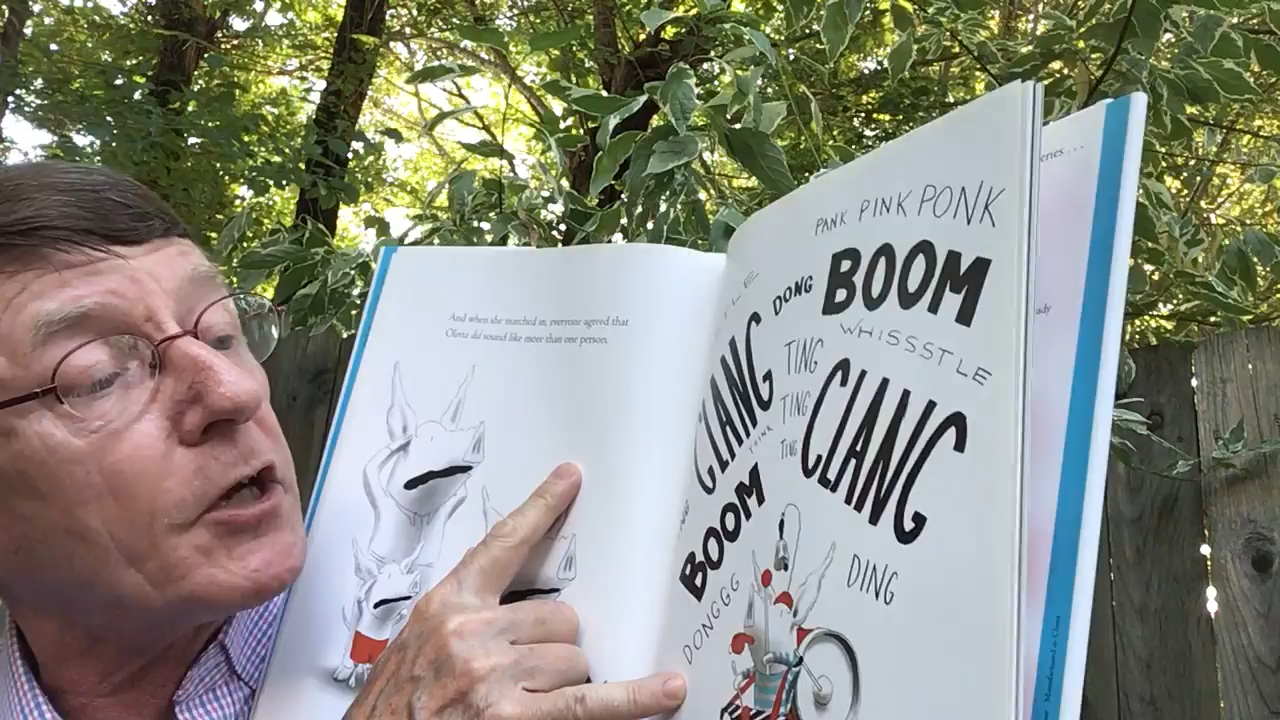 And when she marched in, everyone agreed that
Olivia did sound like more than one person.
PANK PINK PONK
DONG BOOM
WHISSSTLE
CLANG
TING
TING
TING
CLANG
BOOM
DONGGG
DING